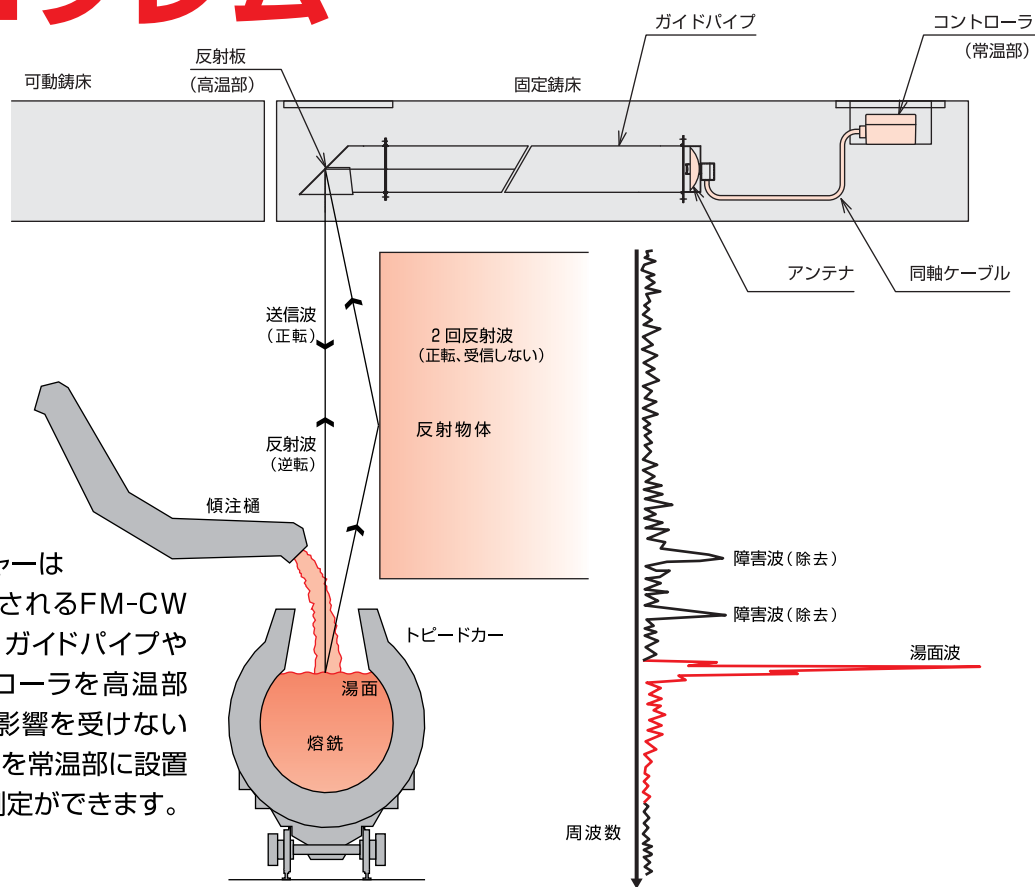 ガイドパイプ
コントローラ
(常温部)
反射板
(高温部)
可動鋳床
固定鋳床
アンテナ
同軸ケーブル
送信波
(正転)
2回反射波
(正転、受信しない)
反射物体
反射波
(逆転)
傾注樋
障害波(除去)
障害波(除去)
湯面波
トピードカー
湯面
熔銑
周波数
ャーは
されるFM-CW
ガイドパイプや
ローラを高温部
影響を受けない
を常温部に設置
定ができます。